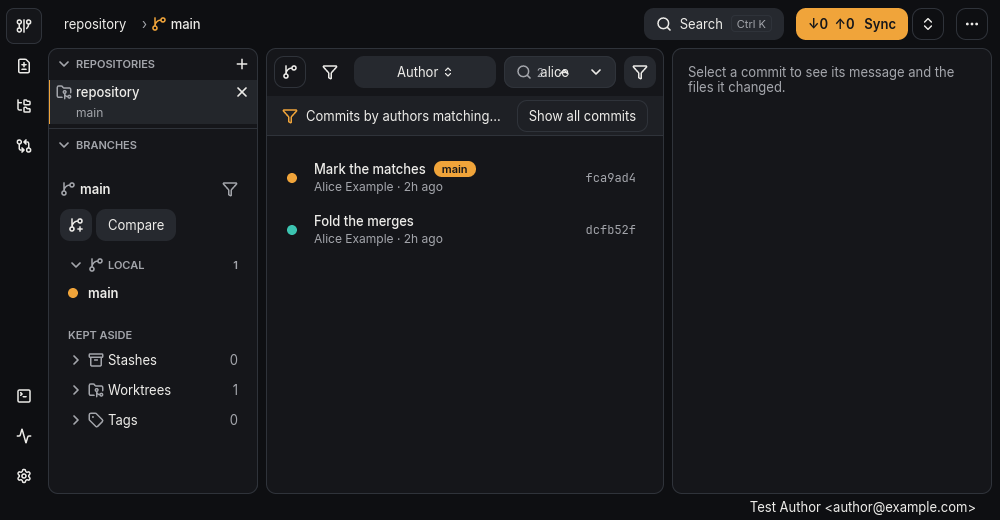 repository › main
Search Ctrl K
↓0 ↑0 Sync
REPOSITORIES
repository
main
BRANCHES
main
Compare
LOCAL 1
main
KEPT ASIDE
Stashes 0
Worktrees 1
Tags 0
Author
alice
Commits by authors matching...
Show all commits
Mark the matches main
Alice Example · 2h ago
fca9ad4
Fold the merges
Alice Example · 2h ago
dcfb52f
Select a commit to see its message and the
files it changed.
Test Author <author@example.com>